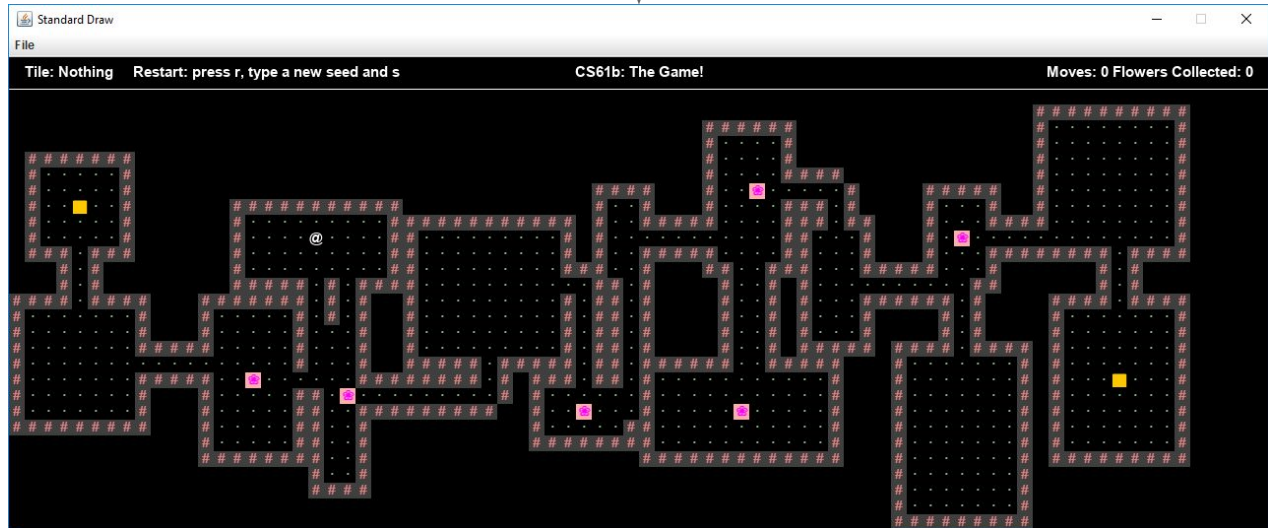 Standard Draw
File
Tile: Nothing Restart: press r, type a new seed and s CS61b: The Game! Moves: 0 Flowers Collected: 0
@